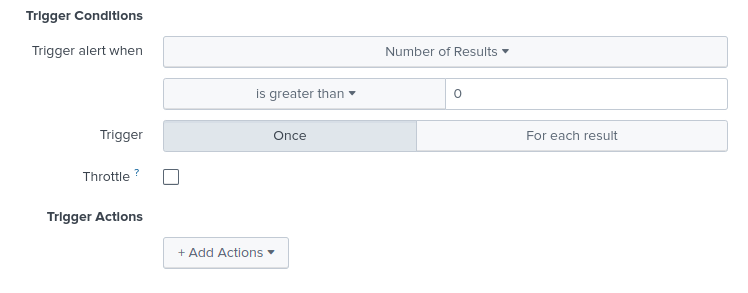 Trigger Conditions
Trigger alert when Number of Results
is greater than 0
Trigger Once For each result
Throttle ?
Trigger Actions
+ Add Actions